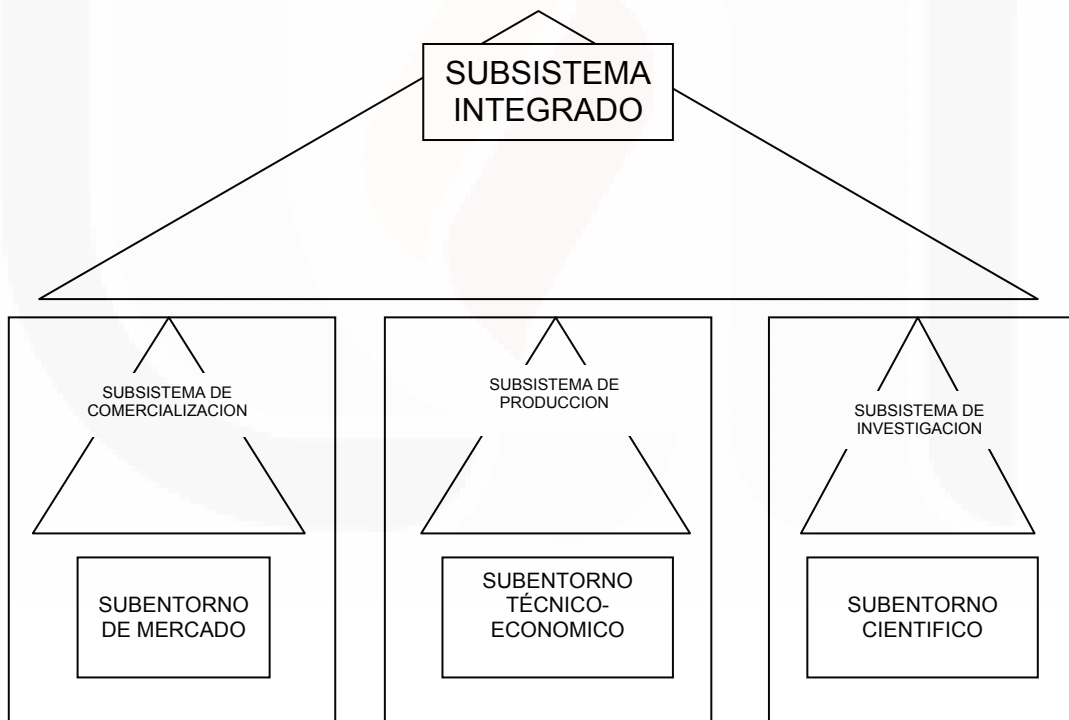 SUBSISTEMA
INTEGRADO
SUBSISTEMA DE
COMERCIALIZACION
SUBSISTEMA DE
PRODUCCION
SUBSISTEMA DE
INVESTIGACION
SUBENTORNO
DE MERCADO
SUBENTORNO
TÉCNICO-
ECONOMICO
SUBENTORNO
CIENTIFICO